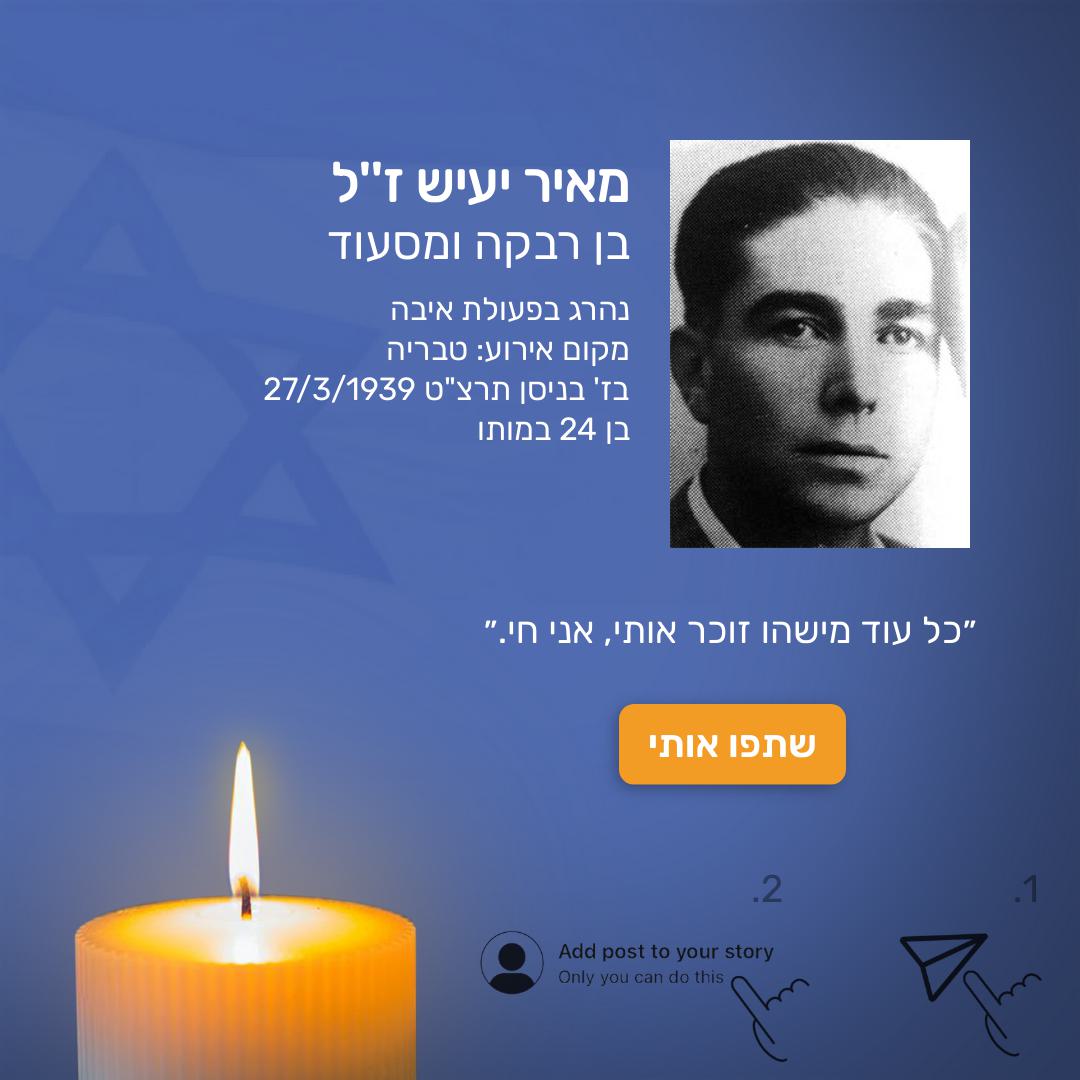 מאיר יעיש ז"ל
בן רבקה ומסעוד
נהרג בפעולת איבה
מקום אירוע: טבריה
בז' בניסן תרצ"ט 27/3/1939
בן 24 במותו
״כל עוד מישהו זוכר אותי, אני חי.״
שתפו אותי
1.
2.
Add post to your story
Only you can do this